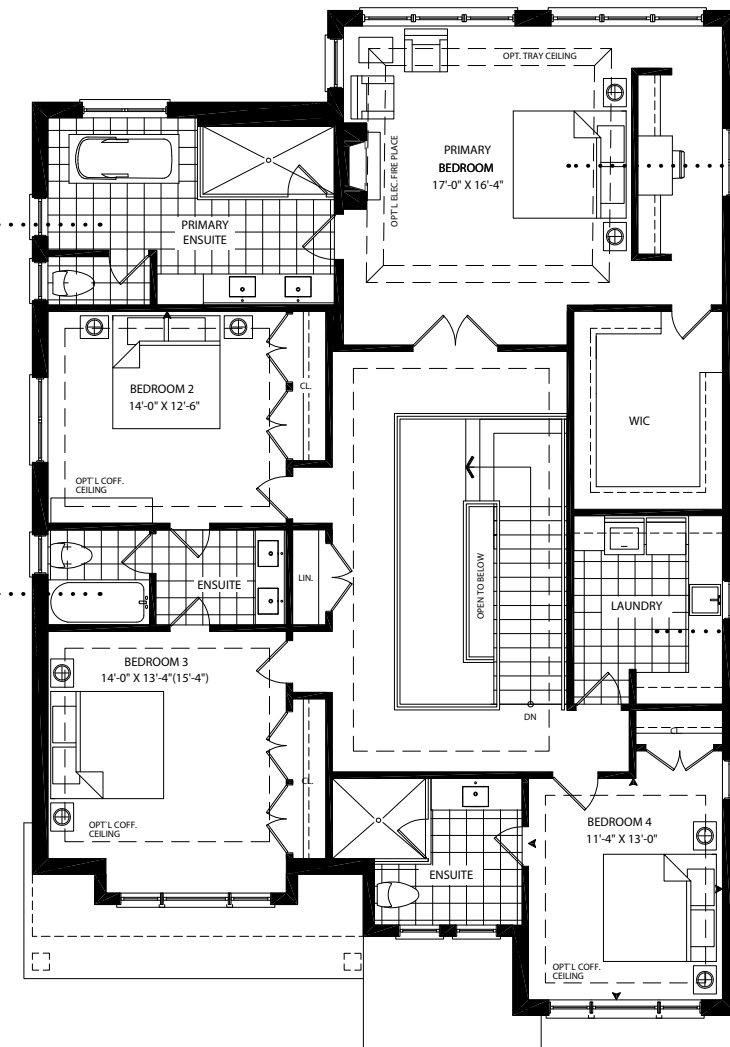 OPT. TRAY CEILING
OPT'L ELEC. FIRE PLACE
PRIMARY
BEDROOM
17'-0" X 16'-4"
PRIMARY
ENSUITE
BEDROOM 2
14'-0" X 12'-6"
CL.
WIC
OPT'L COFF.
CEILING
OPEN TO BELOW
ENSUITE
LIN.
LAUNDRY
BEDROOM 3
14'-0" X 13'-4"(15'-4")
DN
CL.
CL.
OPT'L COFF.
CEILING
BEDROOM 4
11'-4" X 13'-0"
ENSUITE
OPT'L COFF.
CEILING